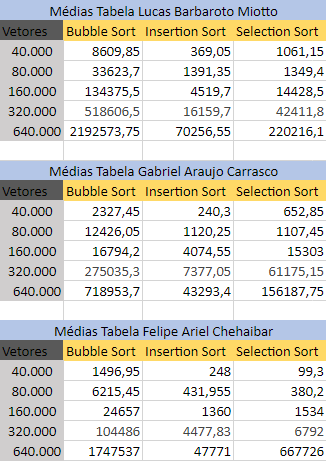 Médias Tabela Lucas Barbaroto Miotto
Vetores Bubble Sort Insertion Sort Selection Sort
40.000 8609,85 369,05 1061,15
80.000 33623,7 1391,35 1349,4
160.000 134375,5 4519,7 14428,5
320.000 518606,5 16159,7 42411,8
640.000 2192573,75 70256,55 220216,1
Médias Tabela Gabriel Araujo Carrasco
Vetores Bubble Sort Insertion Sort Selection Sort
40.000 2327,45 240,3 652,85
80.000 12426,05 1120,25 1107,45
160.000 16794,2 4074,55 15303
320.000 275035,3 7377,05 61175,15
640.000 718953,7 43293,4 156187,75
Médias Tabela Felipe Ariel Chehaibar
Vetores Bubble Sort Insertion Sort Selection Sort
40.000 1496,95 248 99,3
80.000 6215,45 431,955 380,2
160.000 24657 1360 1534
320.000 104486 4477,83 6792
640.000 1747537 47771 667726